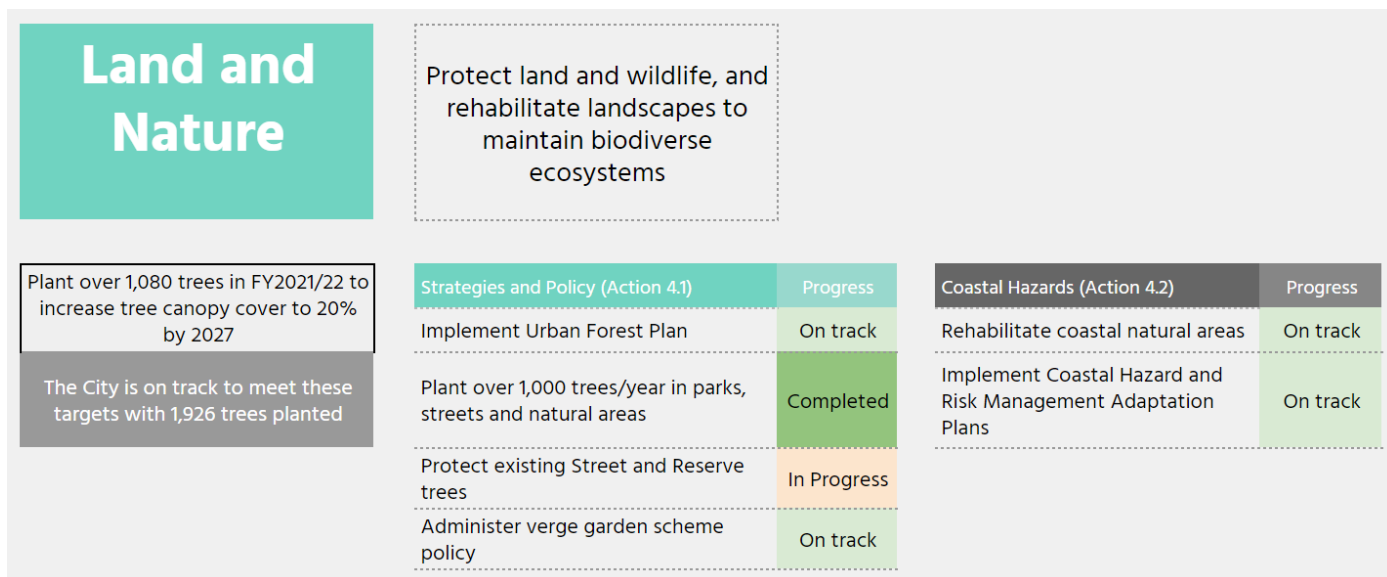 Land and
Nature
Protect land and wildlife, and
rehabilitate landscapes to
maintain biodiverse
ecosystems
Plant over 1,080 trees in FY2021/22 to
increase tree canopy cover to 20%
by 2027
The City is on track to meet these
targets with 1,926 trees planted
Strategies and Policy (Action 4.1) Progress
Implement Urban Forest Plan On track
Plant over 1,000 trees/year in parks,
streets and natural areas
Completed
Protect existing Street and Reserve
trees
In Progress
Administer verge garden scheme
policy
On track
Coastal Hazards (Action 4.2) Progress
Rehabilitate coastal natural areas On track
Implement Coastal Hazard and
Risk Management Adaptation
Plans
On track